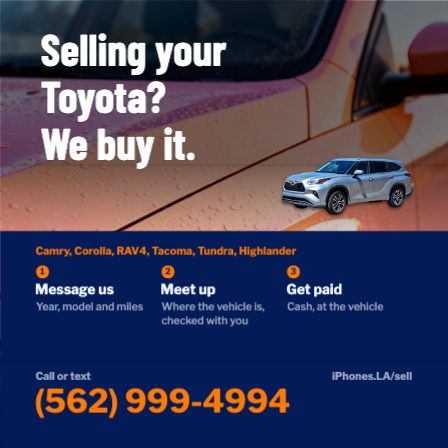 Selling your
Toyota?
We buy it.
Camry, Corolla, RAV4, Tacoma, Tundra, Highlander
1 2 3
Message us Meet up Get paid
Year, model and miles Where the vehicle is, Cash, at the vehicle
checked with you
Call or text iPhones.LA/sell
(562) 999-4994